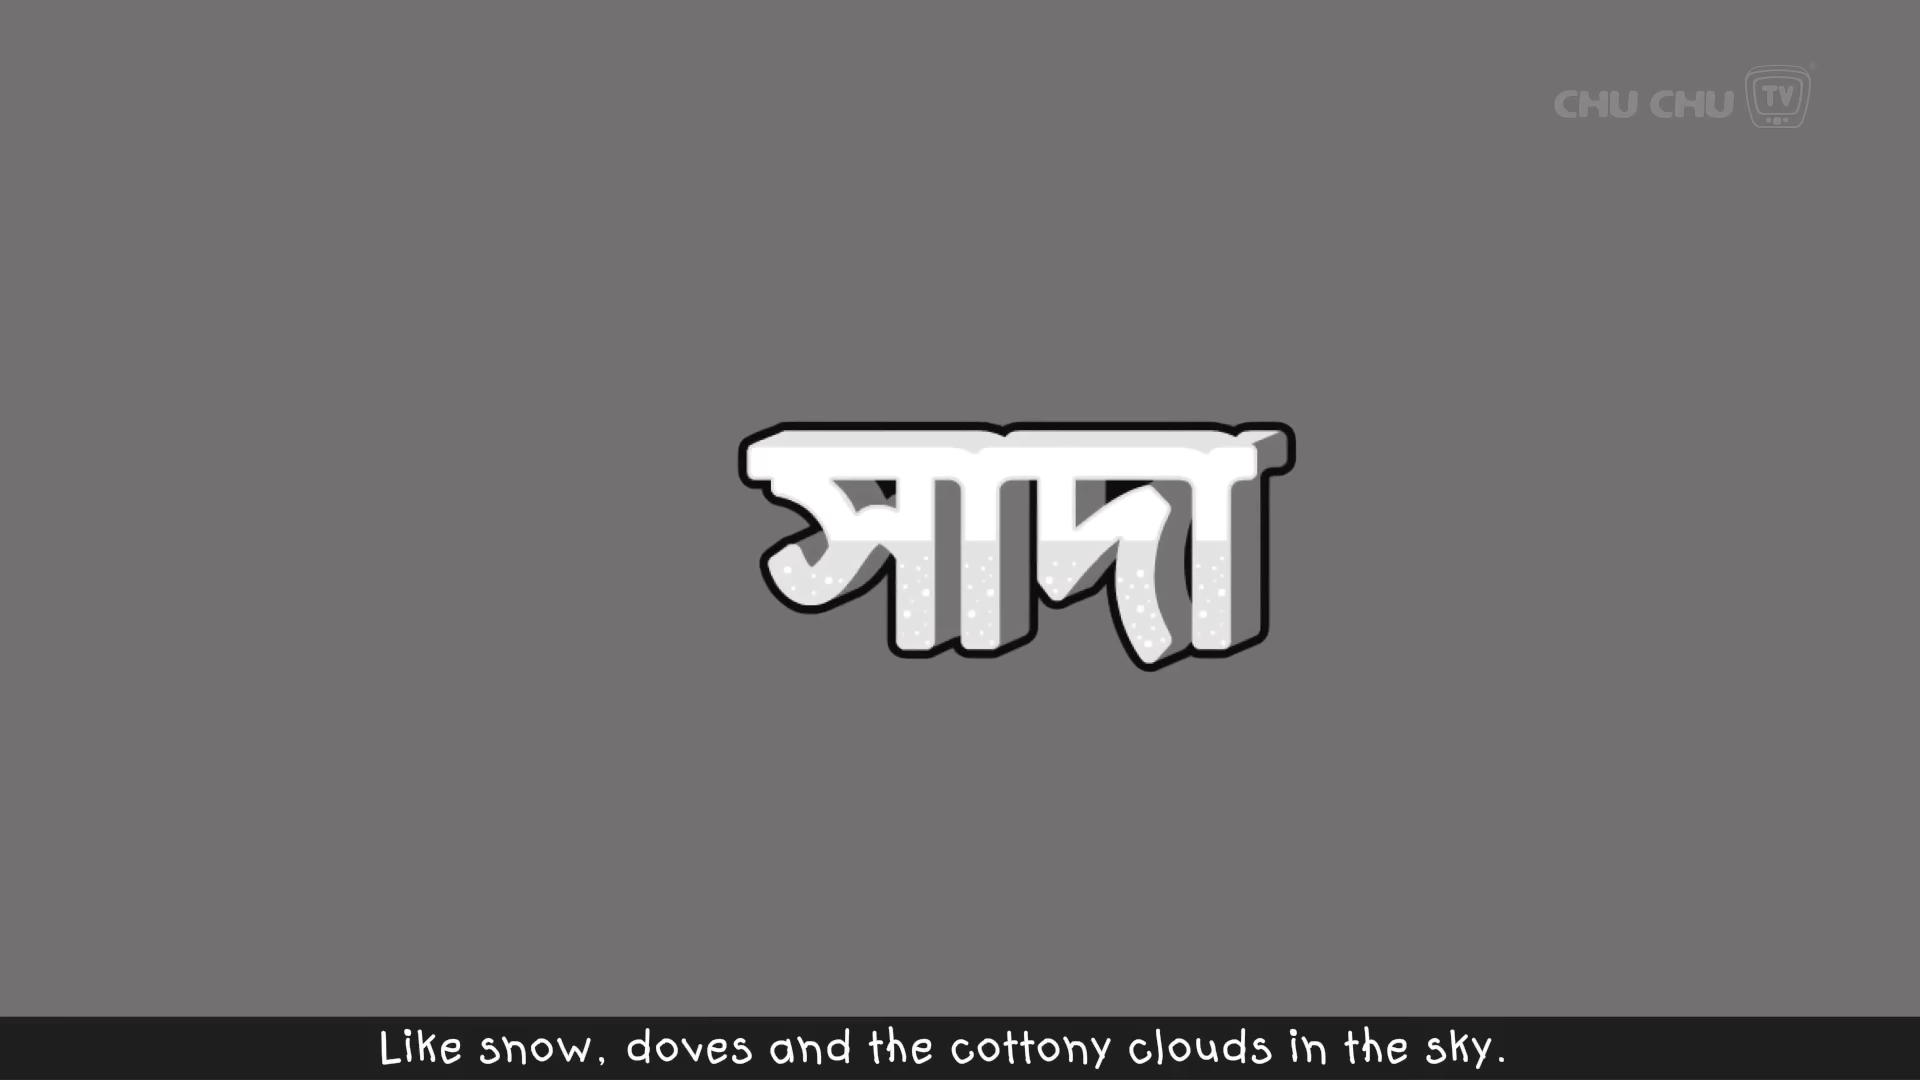 CHU CHU TV
সাদা
Like snow, doves and the cottony clouds in the sky.